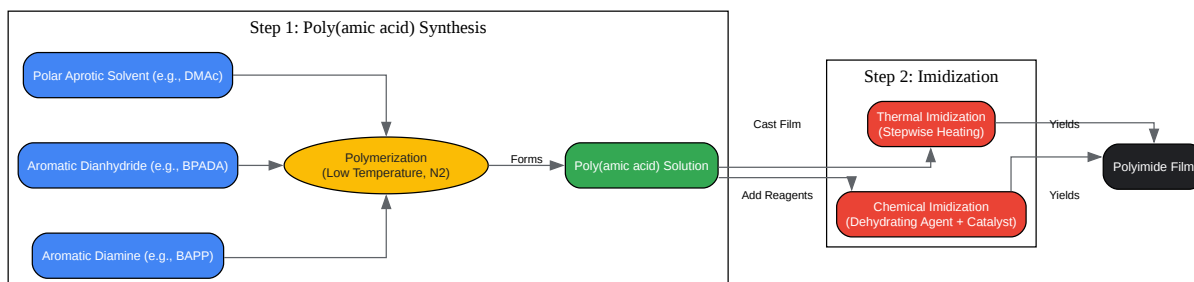 Step 1: Poly(amic) acid) Synthesis
Polar Aprotic Solvent (e.g., DMAc)
Aromatic Dianhydride (e.g., BPADA)
Aromatic Diamine (e.g., BAPP)
Polymerization
(Low Temperature, N2)
Forms
Poly(amic acid) Solution
Cast Film
Add Reagents
Step 2: Imidization
Thermal Imidization
(Stepwise Heating)
Chemical Imidization
(Dehydrating Agent + Catalyst)
Yields
Yields
Polyimide Film